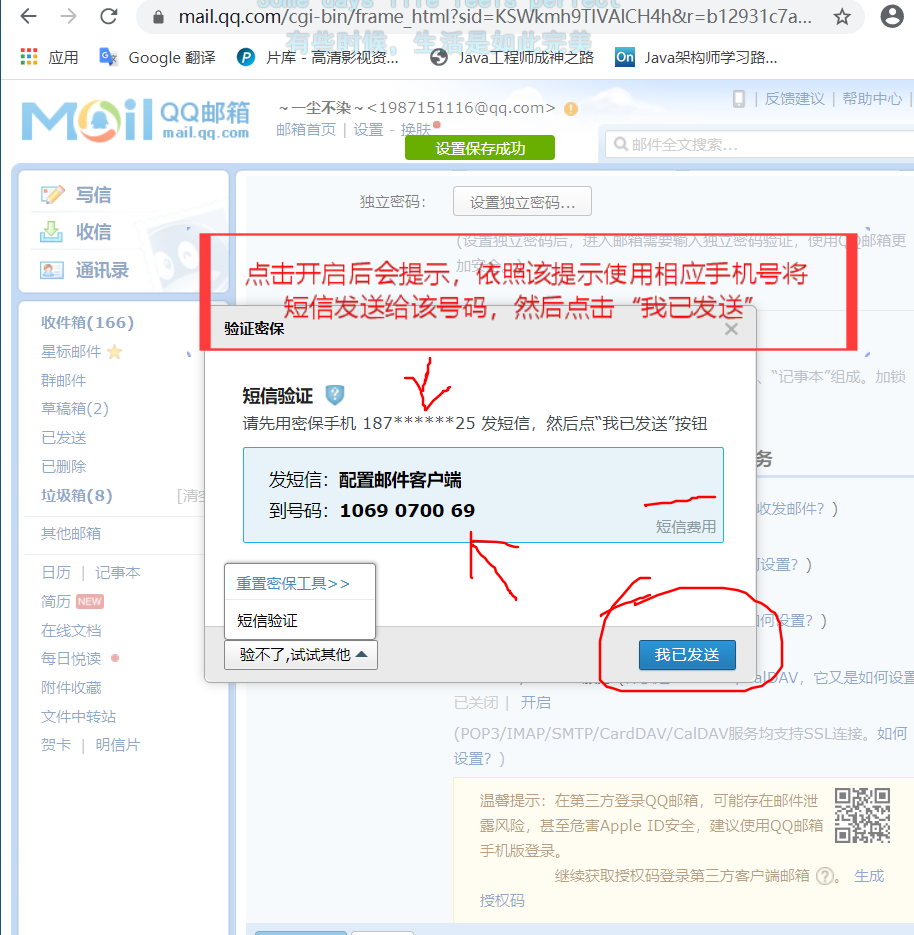 Some days life feels perfect
mail.qq.com/cgi-bin/frame_html?sid=KSWkmh9TlVAlCH4h&r=b12931c7a...
有些时候，生活是如此完美
应用 Google 翻译 片库 - 高清影视资... Java工程师成神之路 On Java架构师学习路...
Mail QQ邮箱 mail.qq.com
~一尘不染~<1987151116@qq.com>
反馈建议 | 帮助中心 |
邮箱首页 | 设置 - 换肤
设置保存成功
邮件全文搜索...
写信
收信
通讯录
独立密码： 设置独立密码...
(设置独立密码后，进入邮箱需要输入独立密码验证，使用QQ邮箱更
加安全
点击开启后会提示，依照该提示使用相应手机号将
短信发送给该号码，然后点击“我已发送”
收件箱(166)
星标邮件
群邮件
草稿箱(2)
已发送
已删除
垃圾箱(8) [清空
其他邮箱
日历 | 记事本
简历 NEW
在线文档
每日悦读
附件收藏
文件中转站
贺卡 | 明信片
验证密保
短信验证
请先用密保手机 187******25 发短信，然后点“我已发送”按钮
发短信：配置邮件客户端
到号码：1069 0700 69
短信费用
重置密保工具>>
短信验证
验不了,试试其他
我已发送
、“记事本”组成。加锁
务
收发邮件？)
设置？)
如何设置？)
CalDAV，它又是如何设置
已关闭 | 开启
(POP3/IMAP/SMTP/CardDAV/CalDAV服务均支持SSL连接。如何
设置？)
温馨提示：在第三方登录QQ邮箱，可能存在邮件泄
露风险，甚至危害Apple ID安全，建议使用QQ邮箱
手机版登录。
继续获取授权码登录第三方客户端邮箱 ? 。 生成
授权码